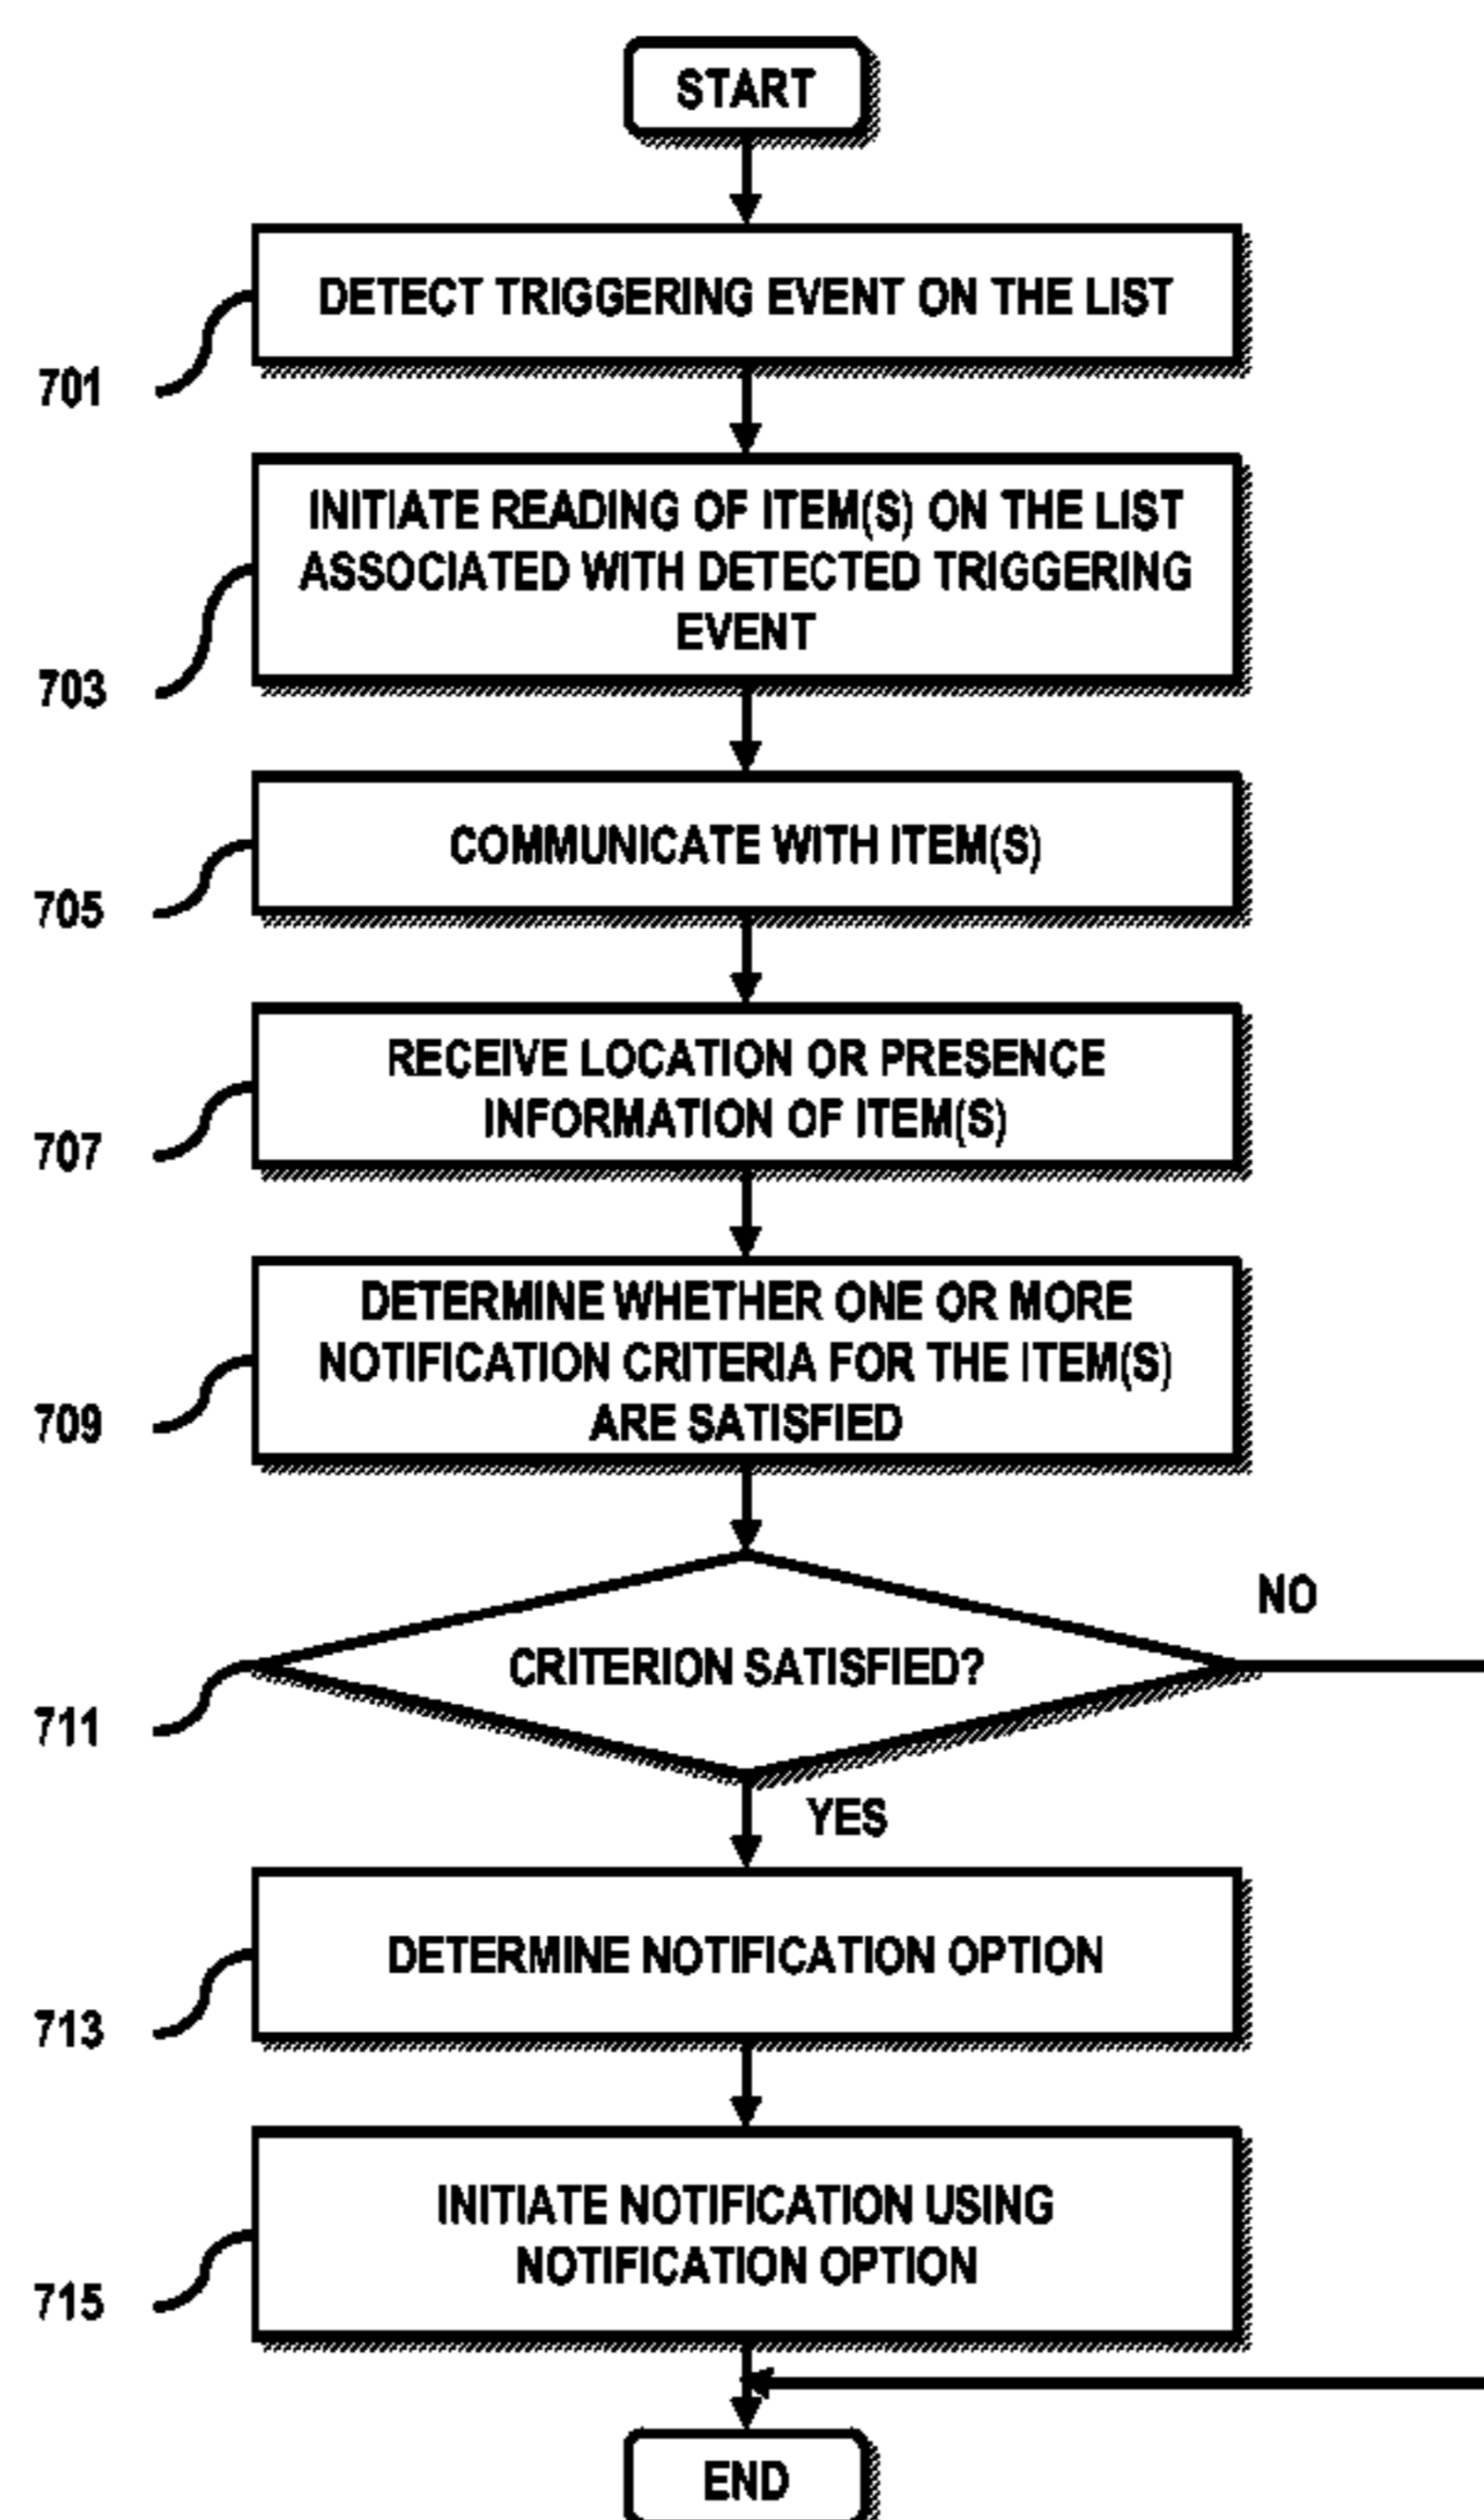 START
DETECT TRIGGERING EVENT ON THE LIST
701
INITIATE READING OF ITEM(S) ON THE LIST
ASSOCIATED WITH DETECTED TRIGGERING
EVENT
703
COMMUNICATE WITH ITEM(S)
705
RECEIVE LOCATION OR PRESENCE
INFORMATION OF ITEM(S)
707
DETERMINE WHETHER ONE OR MORE
NOTIFICATION CRITERIA FOR THE ITEM(S)
ARE SATISFIED
709
NO
CRITERION SATISFIED?
711
YES
DETERMINE NOTIFICATION OPTION
713
INITIATE NOTIFICATION USING
NOTIFICATION OPTION
715
END